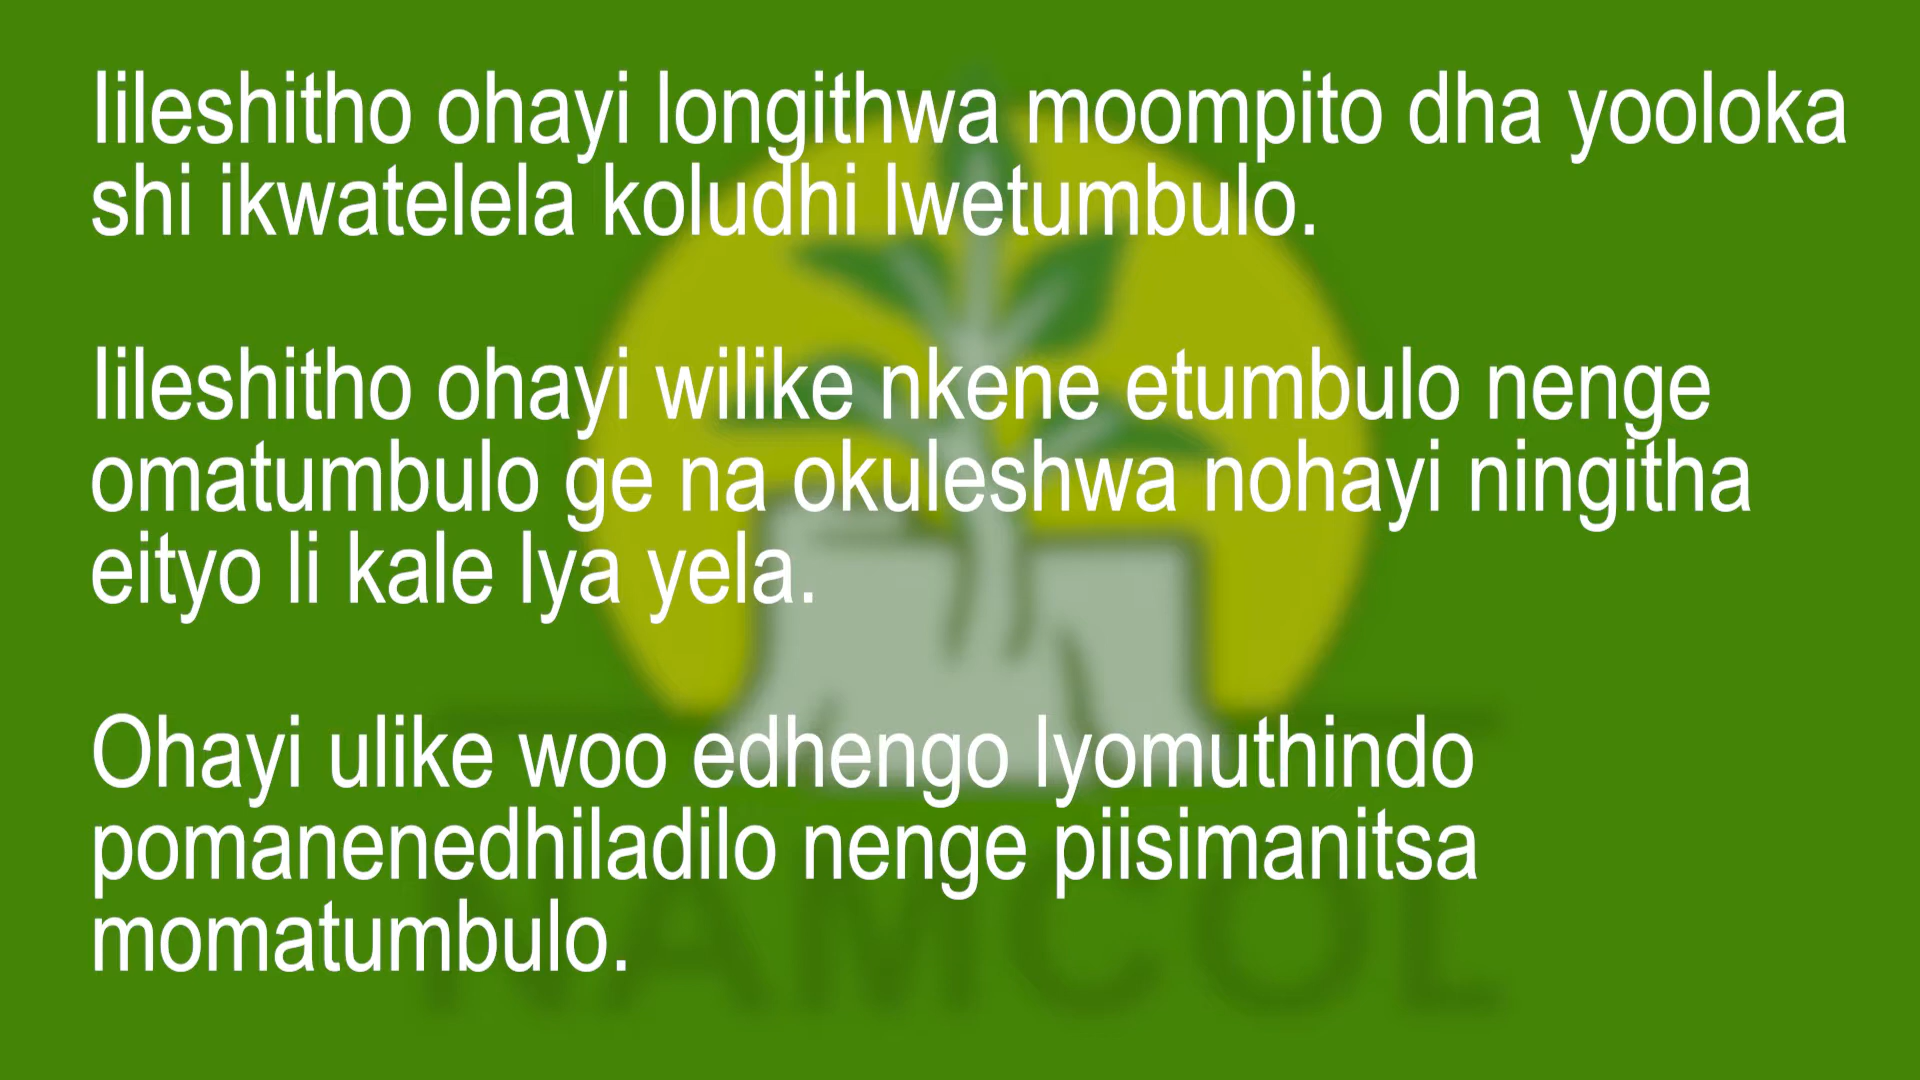 Iileshitho ohayi longithwa moompito dha yooloka
shi ikwatelela koludhi lwetumbulo.
Iileshitho ohayi wilike nkene etumbulo nenge
omatumbulo ge na okuleshwa nohayi ningitha
eityo li kale lya yela.
Ohayi ulike woo edhengo lyomuthindo
pomanenedhiladilo nenge piisimanitsa
momatumbulo.
NAMCOL